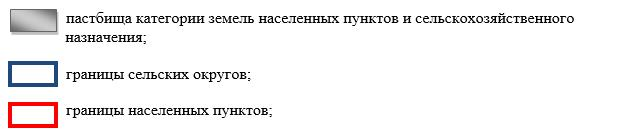 пастбища категории земель населенных пунктов и сельскохозяйственного
назначения;
границы сельских округов;
границы населенных пунктов;